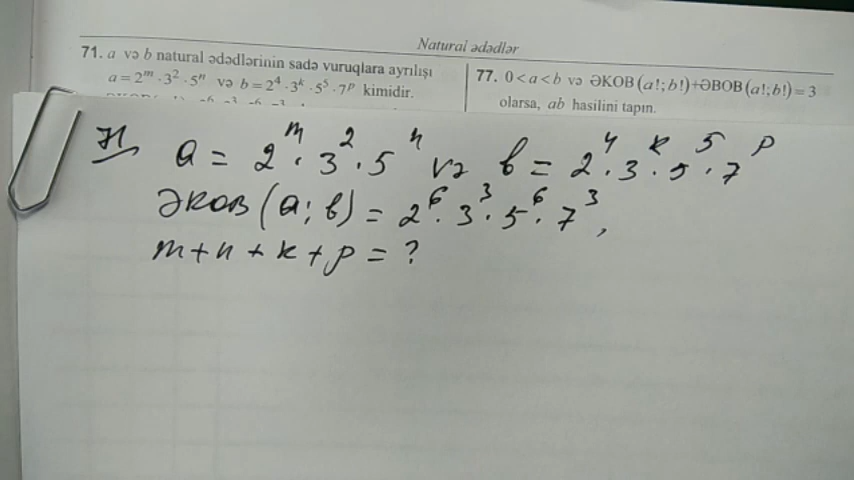 Natural ədədlər
71. a və b natural ədədlərinin sadə vuruqlara ayrılışı
a = 2^m · 3^2 · 5^n və b = 2^4 · 3^k · 5^5 · 7^p kimidir.
77. 0 < a < b və ƏKOB(a!; b!)+ƏBOB(a!; b!) = 3
olarsa, ab hasilini tapın.
71 a = 2^m · 3^2 · 5^n və b = 2^4 · 3^k · 5^5 · 7^p
ƏKOB (a; b) = 2^6 · 3^3 · 5^6 · 7^3,
m+n+k+p = ?